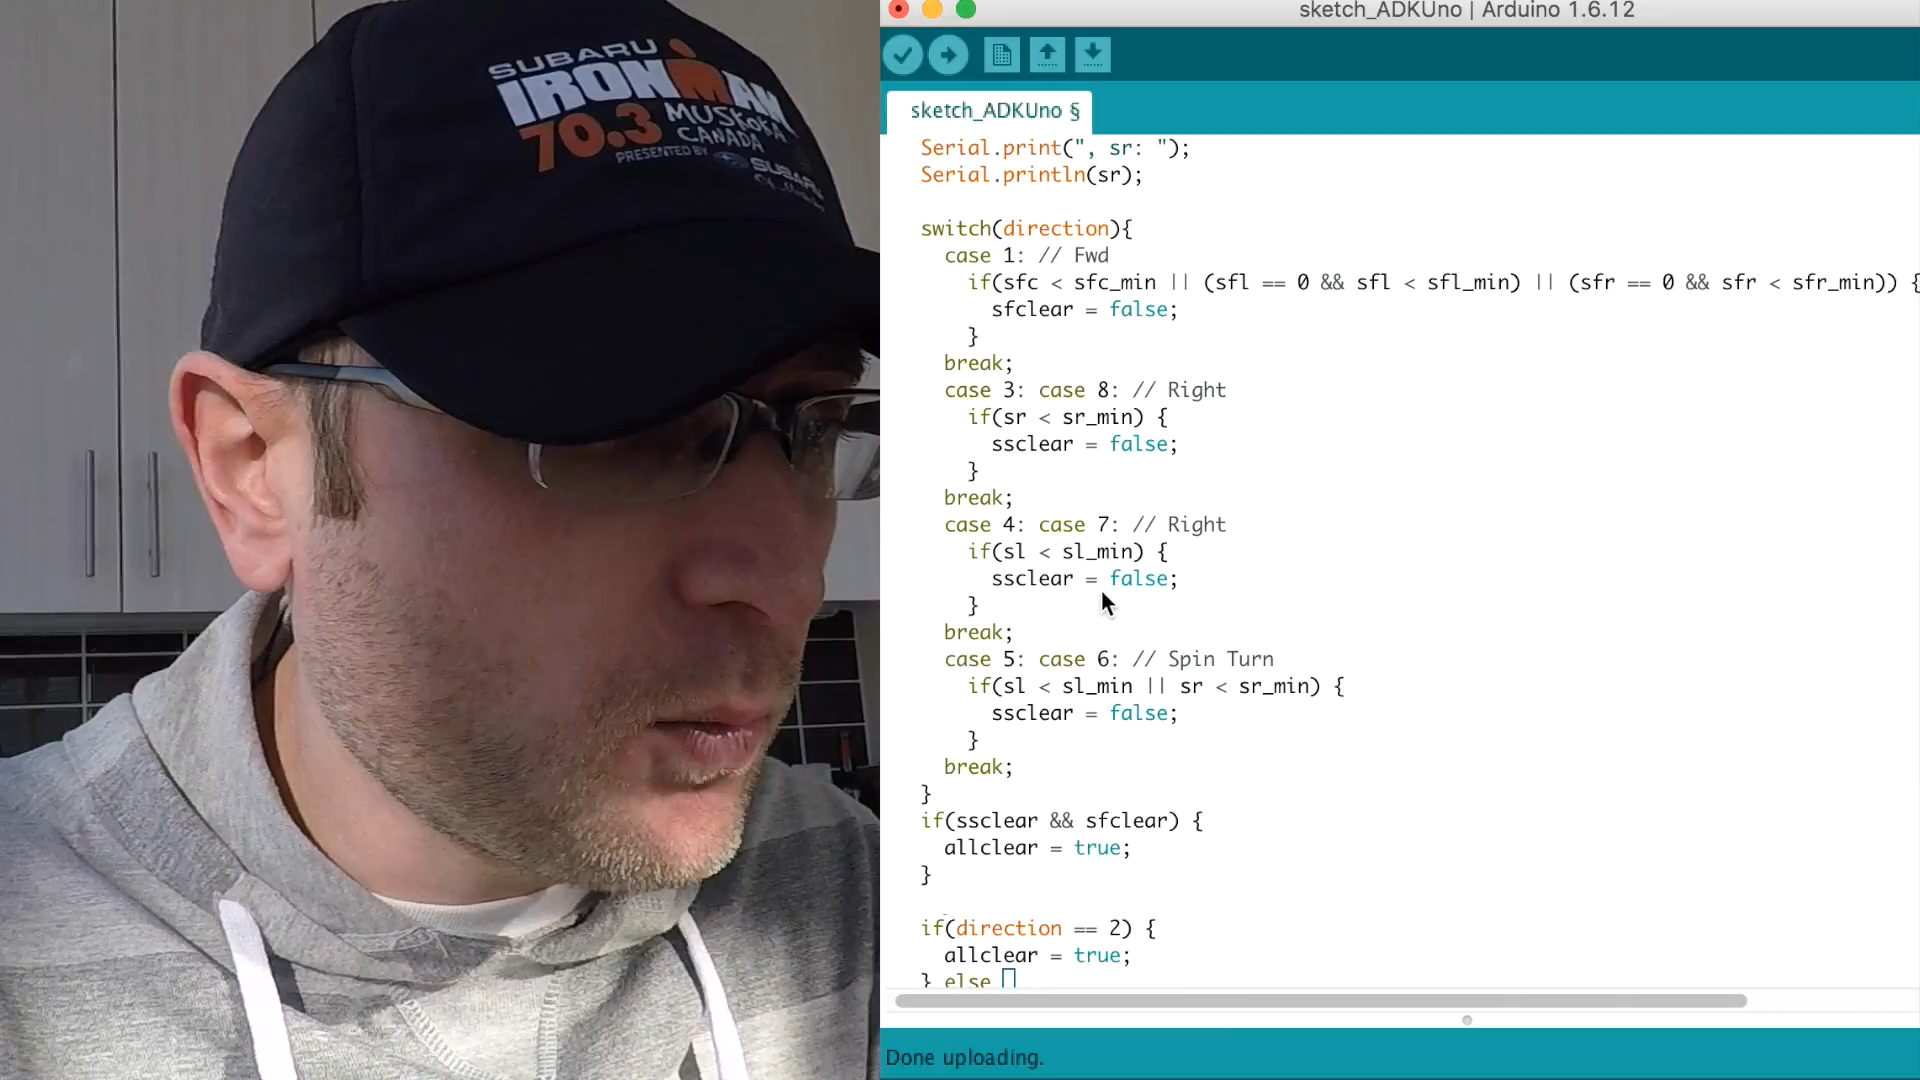 SUBARU
IRONMAN
70.3 MUSKOKA
CANADA
PRESENTED BY
SUBARU
sketch_ADKUno | Arduino 1.6.12
sketch_ADKUno §
Serial.print(", sr: ");
Serial.println(sr);
switch(direction){
case 1: // Fwd
if(sfc < sfc_min || (sfl == 0 && sfl < sfl_min) || (sfr == 0 && sfr < sfr_min)) {
sfclear = false;
}
break;
case 3: case 8: // Right
if(sr < sr_min) {
ssclear = false;
}
break;
case 4: case 7: // Right
if(sl < sl_min) {
ssclear = false;
}
break;
case 5: case 6: // Spin Turn
if(sl < sl_min || sr < sr_min) {
ssclear = false;
}
break;
}
if(ssclear && sfclear) {
allclear = true;
}
if(direction == 2) {
allclear = true;
} else
Done uploading.